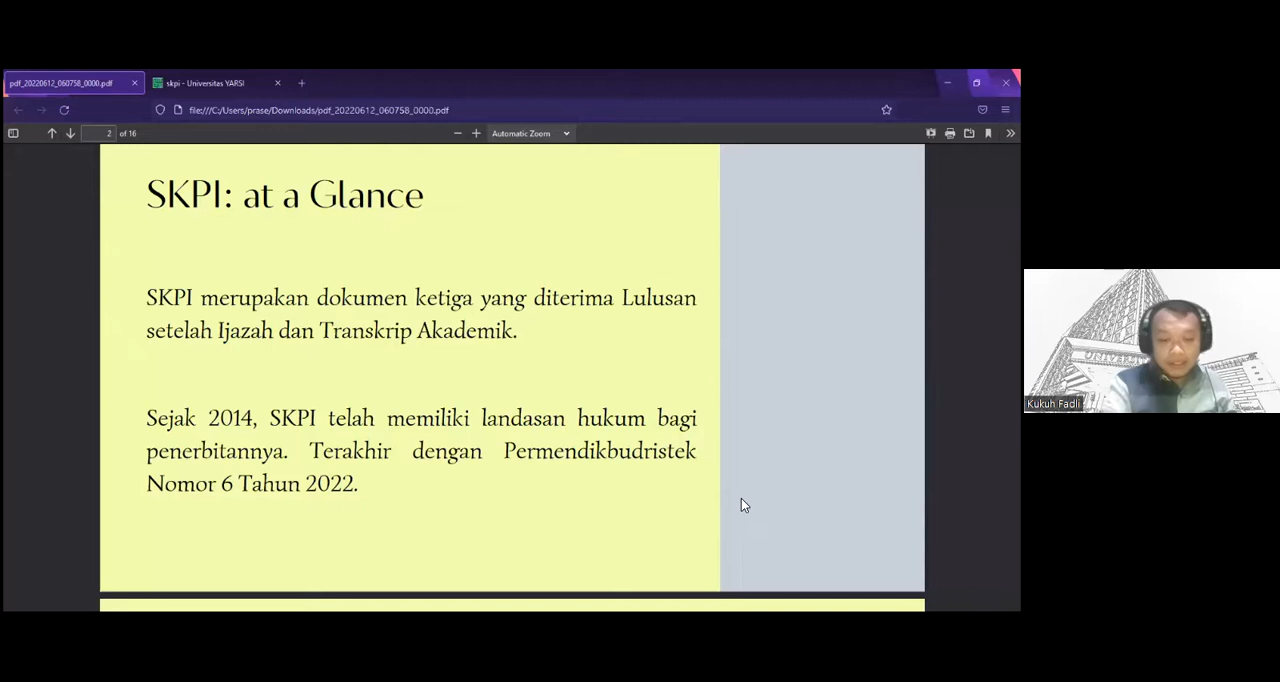 pdf_20220612_060758_0000.pdf
skpi - Universitas YARSI
file:///C:/Users/prase/Downloads/pdf_20220612_060758_0000.pdf
2 of 16
Automatic Zoom
SKPI: at a Glance
SKPI merupakan dokumen ketiga yang diterima Lulusan
setelah Ijazah dan Transkrip Akademik.
Sejak 2014, SKPI telah memiliki landasan hukum bagi
penerbitannya. Terakhir dengan Permendikbudristek
Nomor 6 Tahun 2022.
Kukuh Fadli